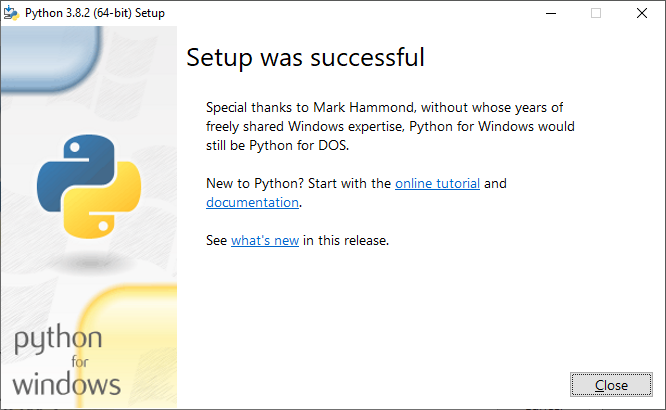 Python 3.8.2 (64-bit) Setup
Setup was successful
Special thanks to Mark Hammond, without whose years of
freely shared Windows expertise, Python for Windows would
still be Python for DOS.
New to Python? Start with the online tutorial and
documentation.
See what's new in this release.
python
for
windows
Close